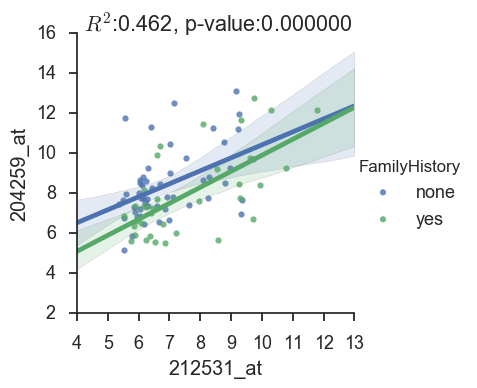 R²:0.462, p-value:0.000000
16
14
12
10
8
6
4
2
204259_at
4 5 6 7 8 9 10 11 12 13
212531_at
FamilyHistory
none
yes